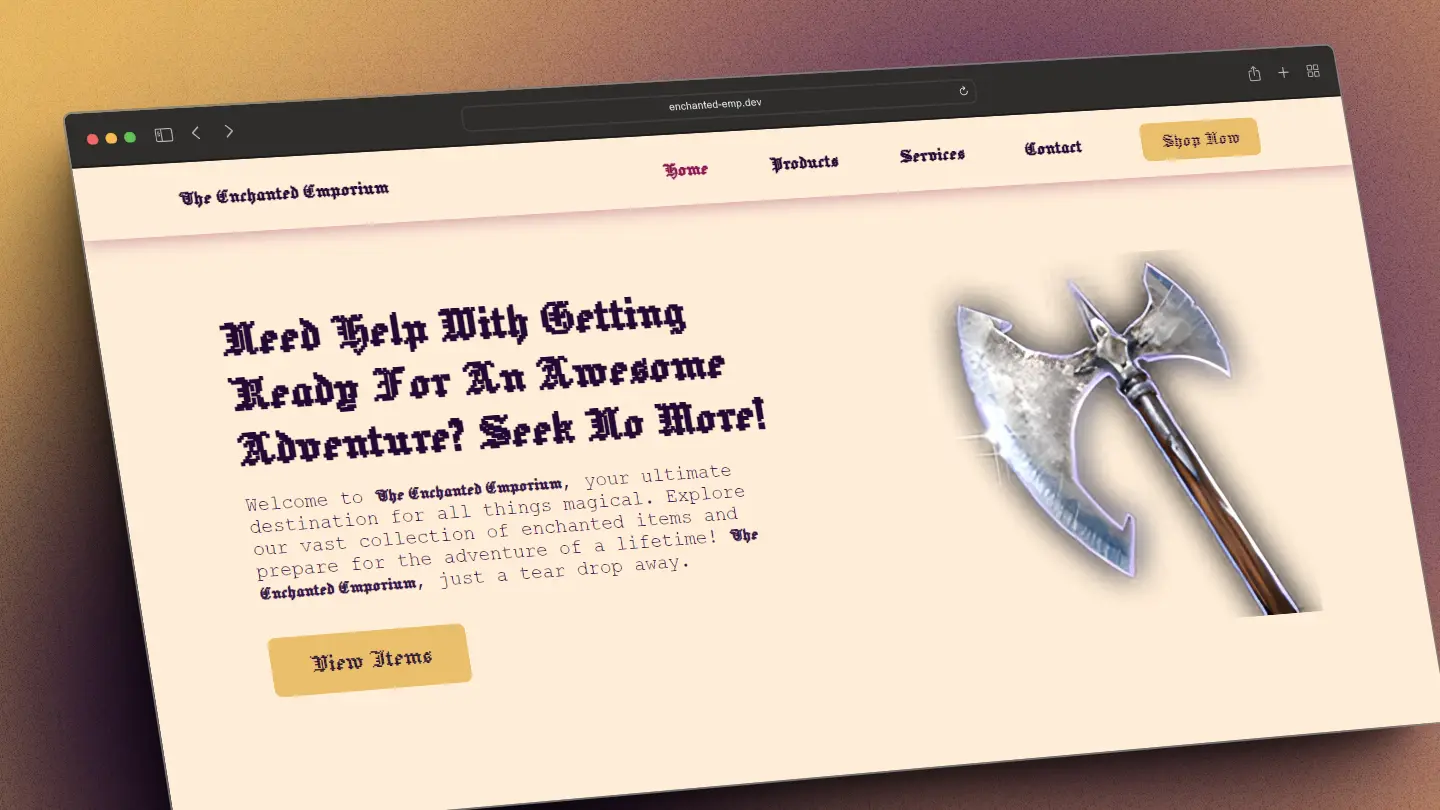 enchanted-emp.dev
The Enchanted Emporium
Home
Products
Services
Contact
Shop Now
Need Help With Getting
Ready For An Awesome
Adventure? Seek No More!
Welcome to The Enchanted Emporium, your ultimate
destination for all things magical. Explore
our vast collection of enchanted items and
prepare for the adventure of a lifetime! The
Enchanted Emporium, just a tear drop away.
View Items